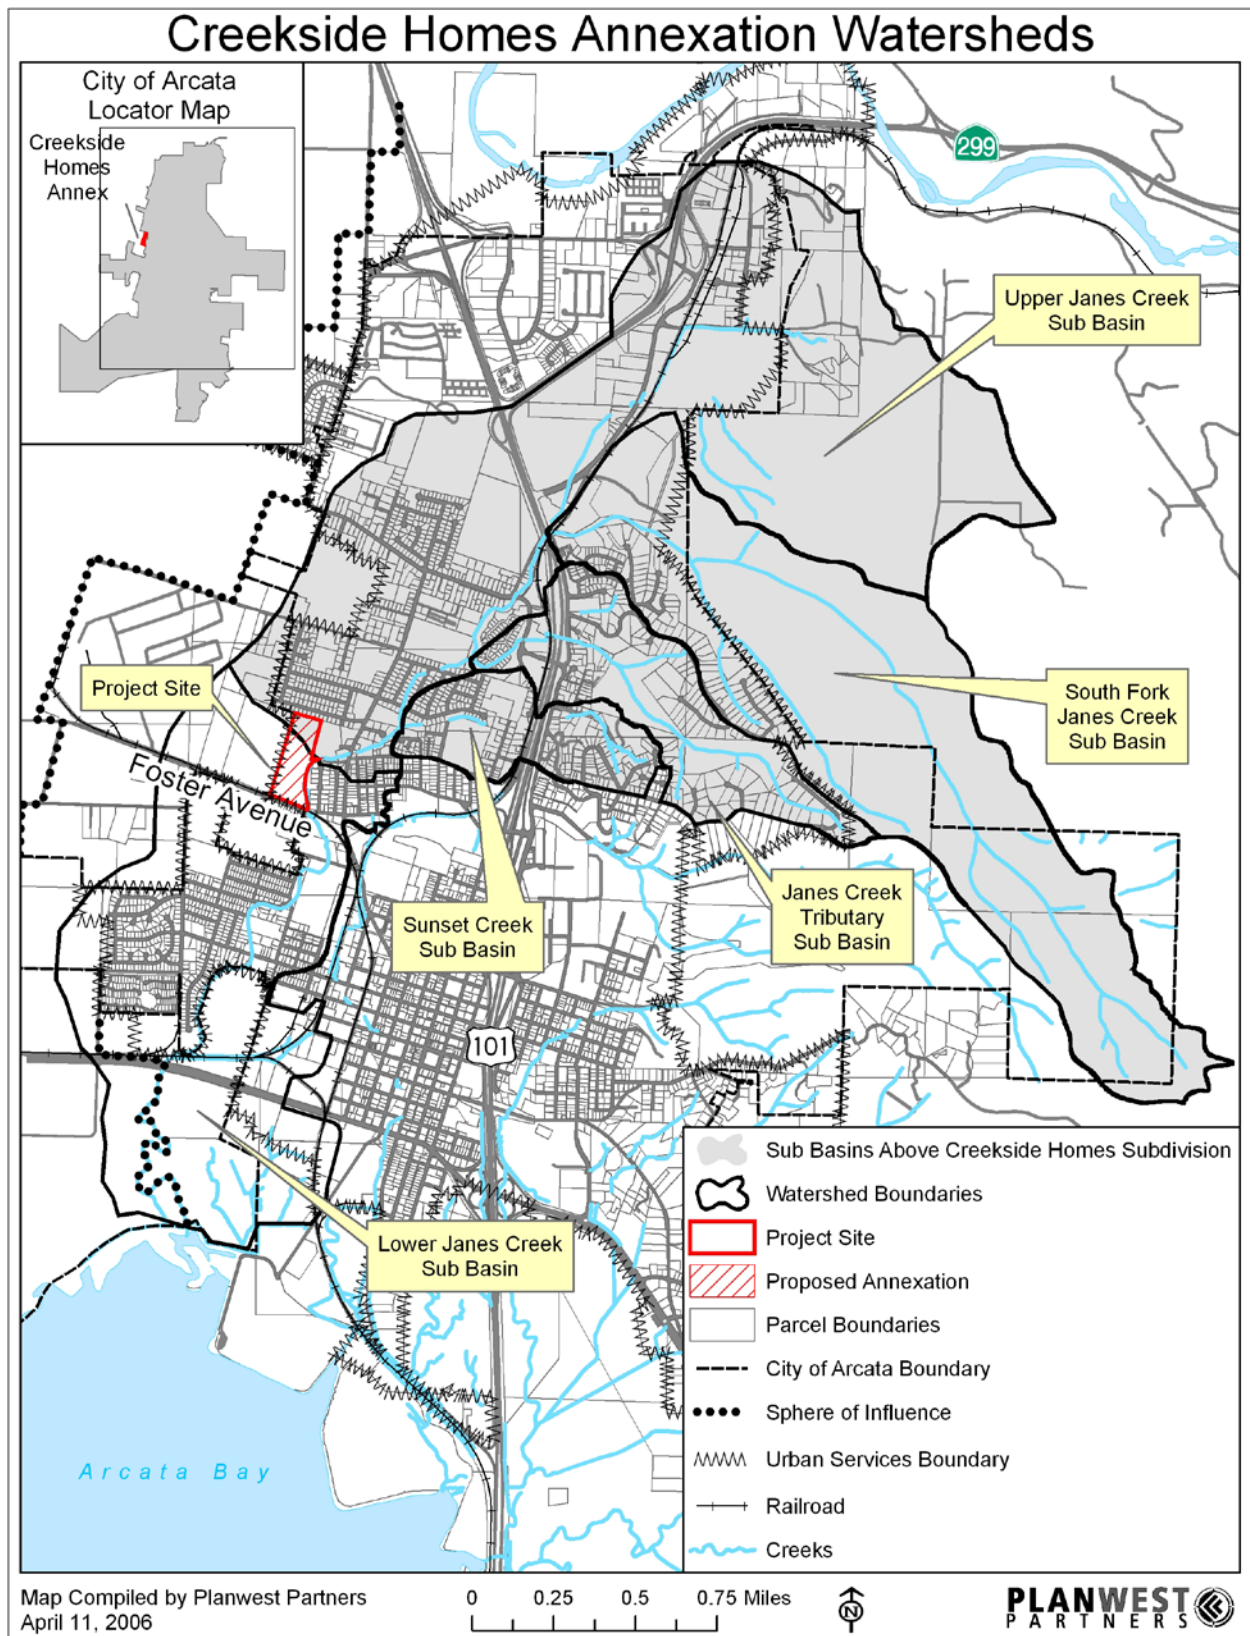 Creekside Homes Annexation Watersheds
City of Arcata
Locator Map
Creekside
Homes
Annex
299
Upper Janes Creek
Sub Basin
Project Site
South Fork
Janes Creek
Sub Basin
Foster Avenue
Sunset Creek
Sub Basin
Janes Creek
Tributary
Sub Basin
101
Lower Janes Creek
Sub Basin
Arcata Bay
Sub Basins Above Creekside Homes Subdivision
Watershed Boundaries
Project Site
Proposed Annexation
Parcel Boundaries
City of Arcata Boundary
Sphere of Influence
Urban Services Boundary
Railroad
Creeks
Map Compiled by Planwest Partners
April 11, 2006
0 0.25 0.5 0.75 Miles
N
PLANWEST
PARTNERS